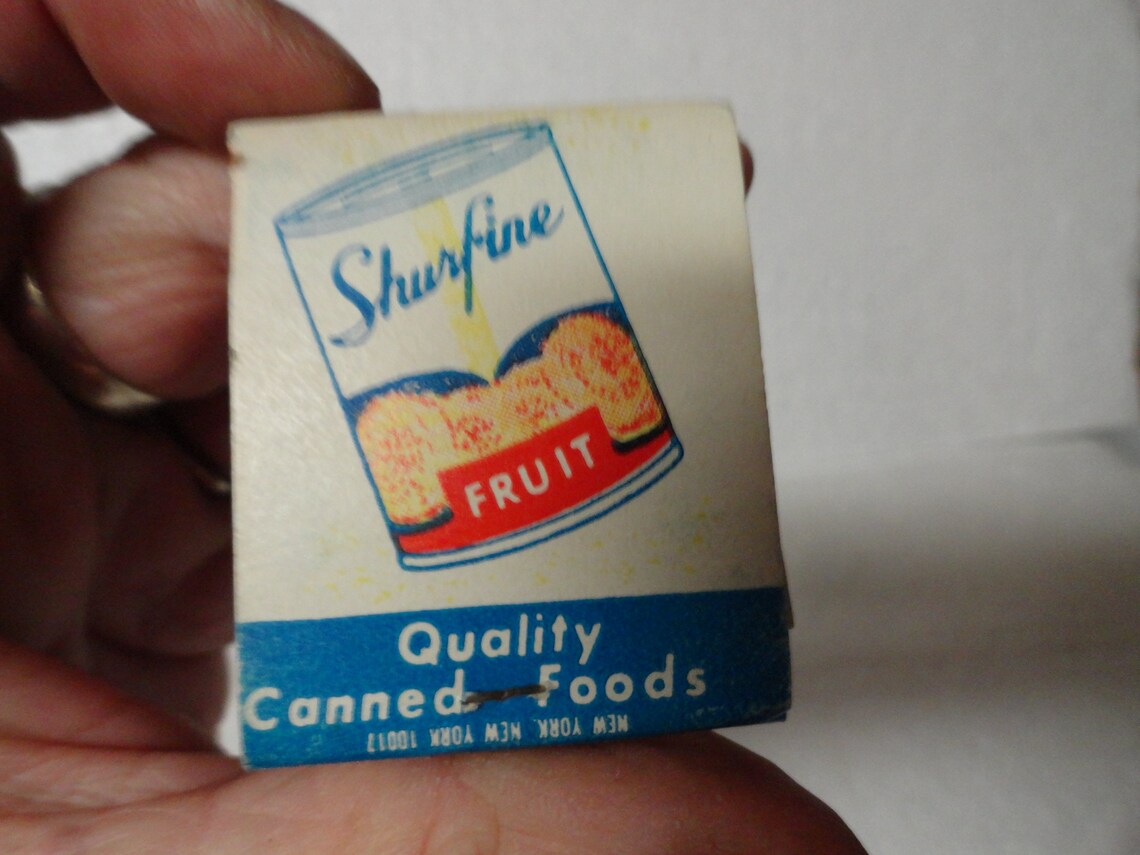 Shurfine
FRUIT
Quality
Canned Foods
NEW YORK, NEW YORK 10017